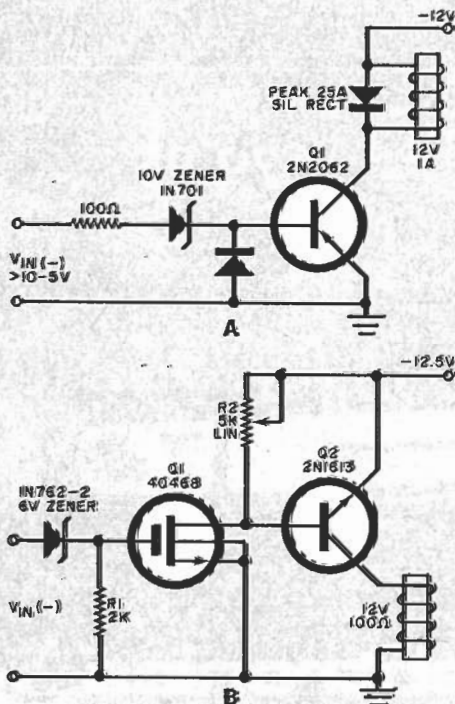 -12V
PEAK 25A
SIL RECT
12V
1A
Q1
2N2062
10V ZENER
1N701
100Ω
VIN(-)
>10-5V
A
-12.5V
R2
5K
LIN
Q1
40468
Q2
2N1613
1N762-2
6V ZENER
VIN(-)
R1
2K
12V
100Ω
B